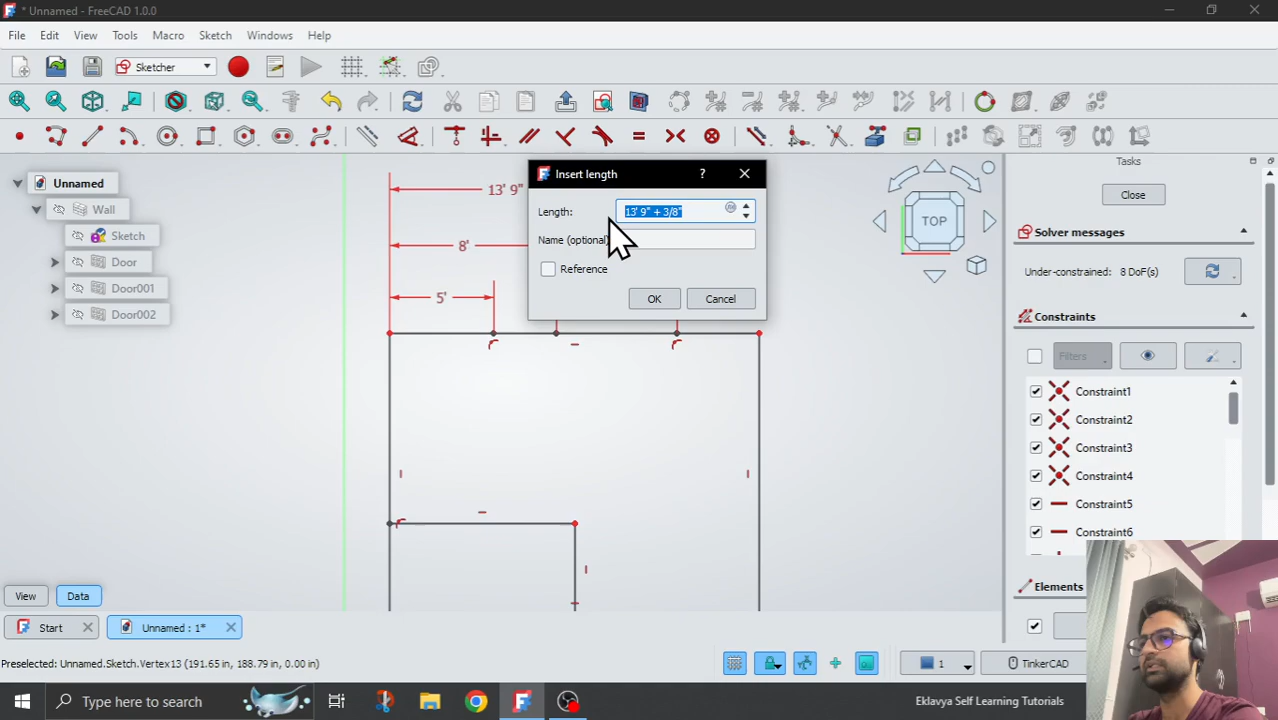 * Unnamed - FreeCAD 1.0.0
File Edit View Tools Macro Sketch Windows Help
Sketcher
Unnamed
Wall
Sketch
Door
Door001
Door002
13' 9"
8'
5'
Insert length
?
Length: 13' 9" + 3/8"
Name (optional)
Reference
OK Cancel
TOP
Tasks
Close
Solver messages
Under-constrained: 8 DoF(s)
Constraints
Filters
Constraint1
Constraint2
Constraint3
Constraint4
Constraint5
Constraint6
Elements
View Data
Start Unnamed : 1*
Preselected: Unnamed.Sketch.Vertex13 (191.65 in, 188.79 in, 0.00 in)
1 TinkerCAD
Type here to search
Eklavya Self Learning Tutorials